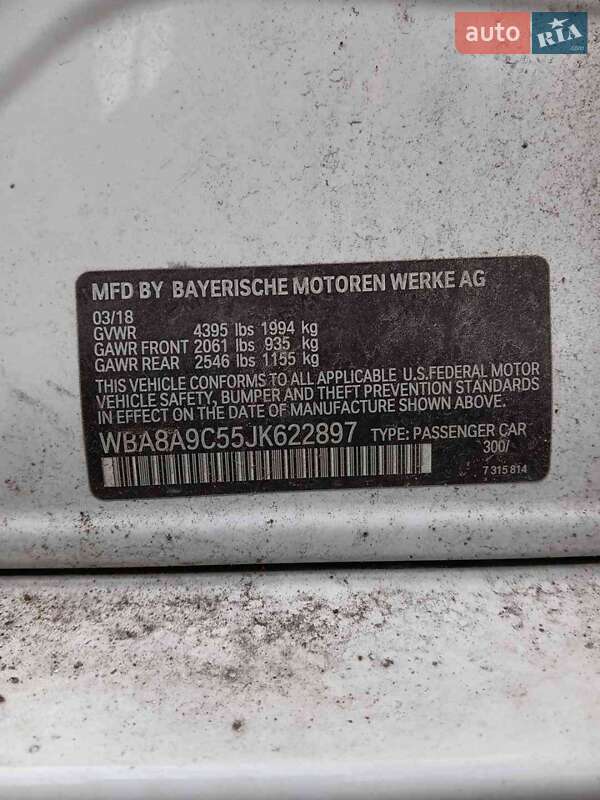 auto RIA.com
MFD BY BAYERISCHE MOTOREN WERKE AG
03/18
GVWR 4395 lbs 1994 kg
GAWR FRONT 2061 lbs 935 kg
GAWR REAR 2546 lbs 1155 kg
THIS VEHICLE CONFORMS TO ALL APPLICABLE U.S.FEDERAL MOTOR
VEHICLE SAFETY, BUMPER AND THEFT PREVENTION STANDARDS
IN EFFECT ON THE DATE OF MANUFACTURE SHOWN ABOVE.
WBA8A9C55JK622897 TYPE: PASSENGER CAR
300/
7 315 814